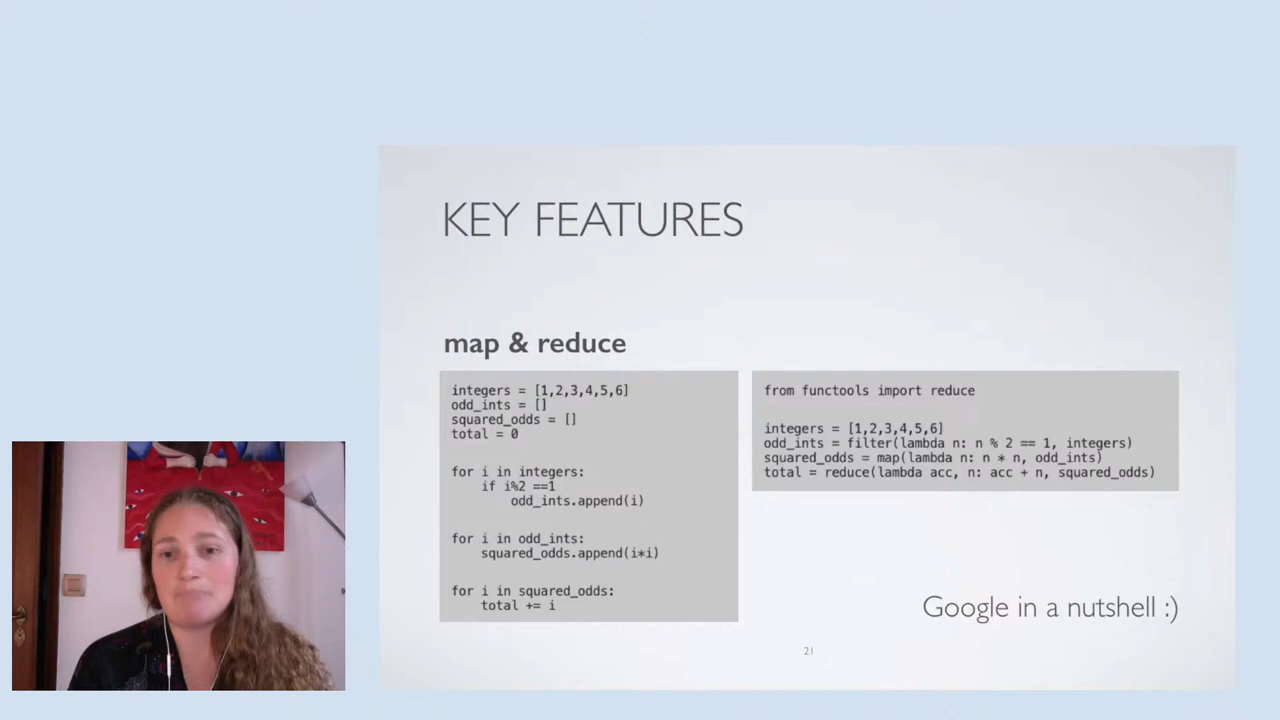 KEY FEATURES
map & reduce
integers = [1,2,3,4,5,6]
odd_ints = []
squared_odds = []
total = 0
for i in integers:
if i%2 ==1
odd_ints.append(i)
for i in odd_ints:
squared_odds.append(i*i)
for i in squared_odds:
total += i
from functools import reduce
integers = [1,2,3,4,5,6]
odd_ints = filter(lambda n: n % 2 == 1, integers)
squared_odds = map(lambda n: n * n, odd_ints)
total = reduce(lambda acc, n: acc + n, squared_odds)
Google in a nutshell :)
21